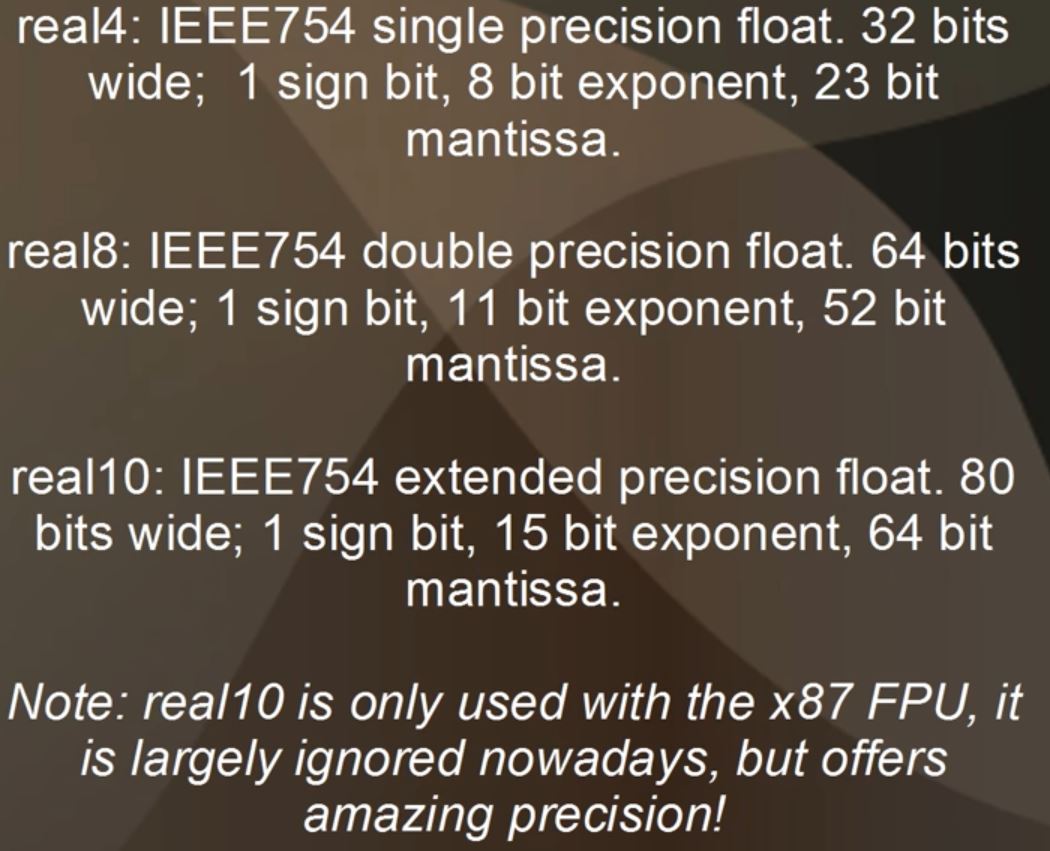 real4: IEEE754 single precision float. 32 bits
wide;  1 sign bit, 8 bit exponent, 23 bit
mantissa.
real8: IEEE754 double precision float. 64 bits
wide; 1 sign bit, 11 bit exponent, 52 bit
mantissa.
real10: IEEE754 extended precision float. 80
bits wide; 1 sign bit, 15 bit exponent, 64 bit
mantissa.
Note: real10 is only used with the x87 FPU, it
is largely ignored nowadays, but offers
amazing precision!